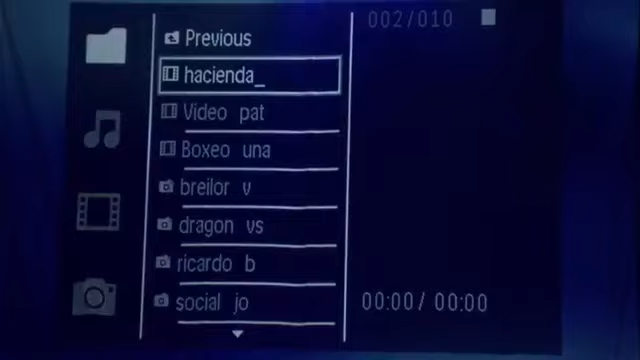 002/010
Previous
hacienda_
Video pat
Boxeo una
breilor v
dragon vs
ricardo b
social jo
00:00/ 00:00